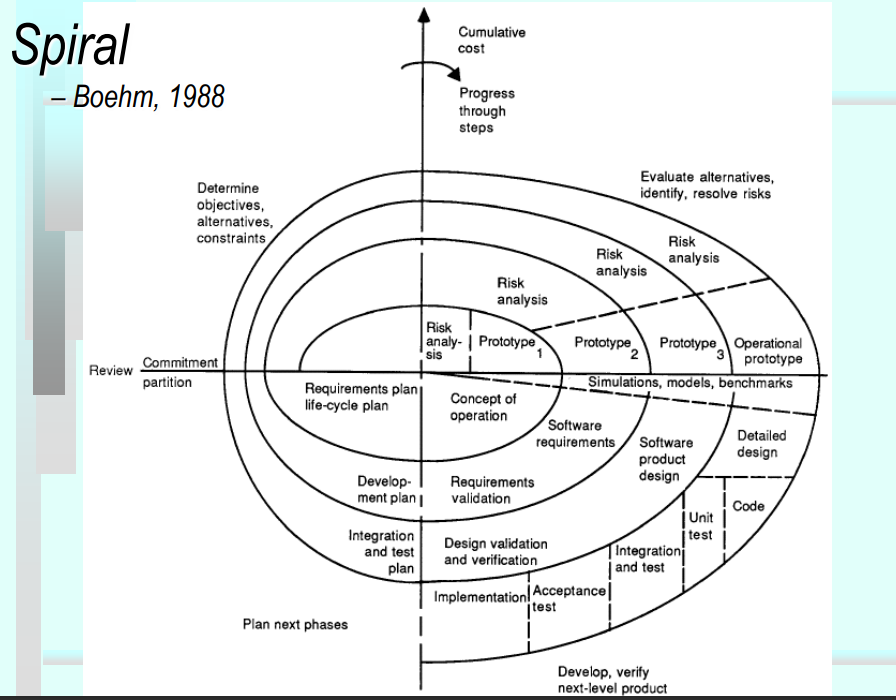 Spiral
– Boehm, 1988
Cumulative
cost
Progress
through
steps
Determine
objectives,
alternatives,
constraints
Evaluate alternatives,
identify, resolve risks
Risk
analysis
Risk
analysis
Risk
analysis
Risk
analy-
sis
Prototype
1
Prototype
2
Prototype
3
Operational
prototype
Review
Commitment
partition
Simulations, models, benchmarks
Requirements plan
life-cycle plan
Concept of
operation
Software
requirements
Software
product
design
Detailed
design
Develop-
ment plan
Requirements
validation
Code
Unit
test
Integration
and test
plan
Design validation
and verification
Integration
and test
Implementation
Acceptance
test
Plan next phases
Develop, verify
next-level product